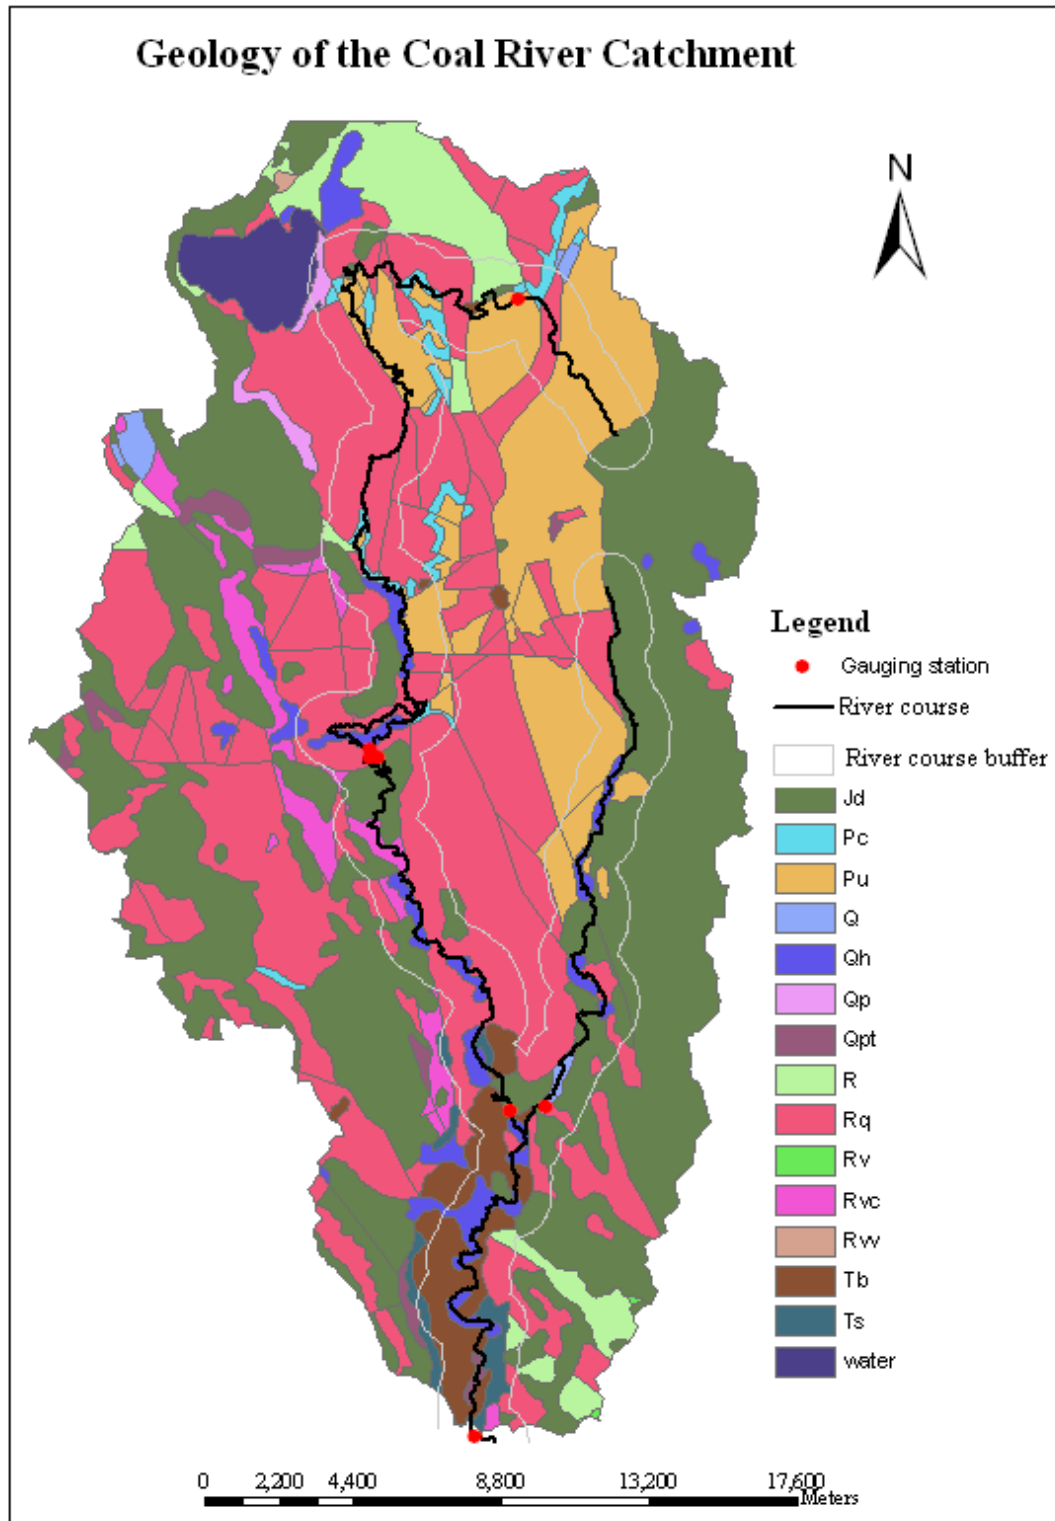 Geology of the Coal River Catchment
N
Legend
Gauging station
River course
River course buffer
Jd
Pc
Pu
Q
Qh
Qp
Qpt
R
Rq
Rv
Rvc
Rvv
Tb
Ts
water
0 2,200 4,400 8,800 13,200 17,600
Meters